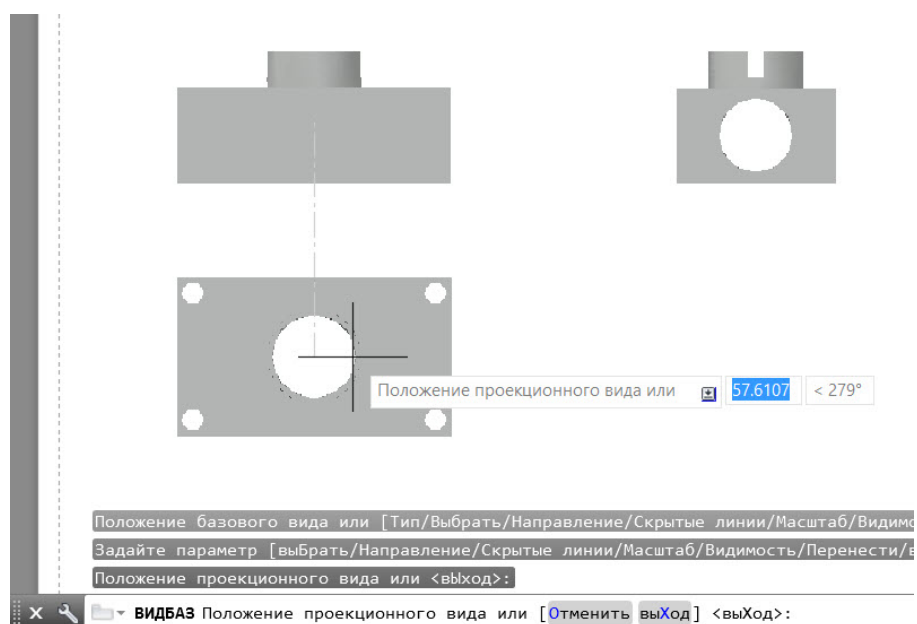 Положение проекционного вида или 57.6107 < 279°
Положение базового вида или [Тип/Выбрать/Направление/Скрытые линии/Масштаб/Видимо
Задайте параметр [выБрать/Направление/Скрытые линии/Масштаб/Видимость/Перенести/в
Положение проекционного вида или <вЫход>:
ВИДБАЗ Положение проекционного вида или [Отменить выХод] <выХод>: